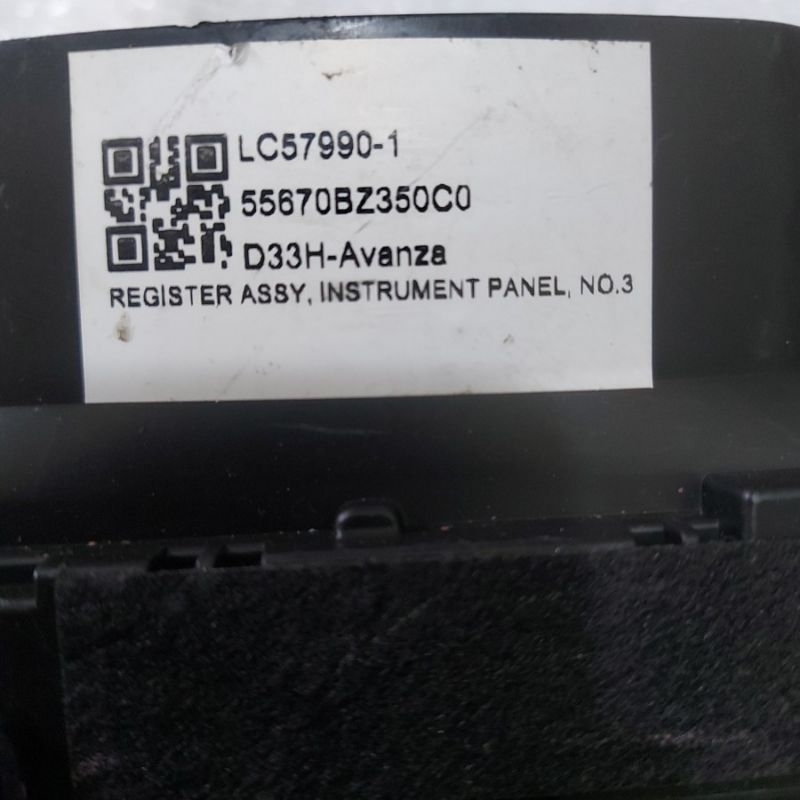 LC57990-1
55670BZ350C0
D33H-Avanza
REGISTER ASSY, INSTRUMENT PANEL, NO.3